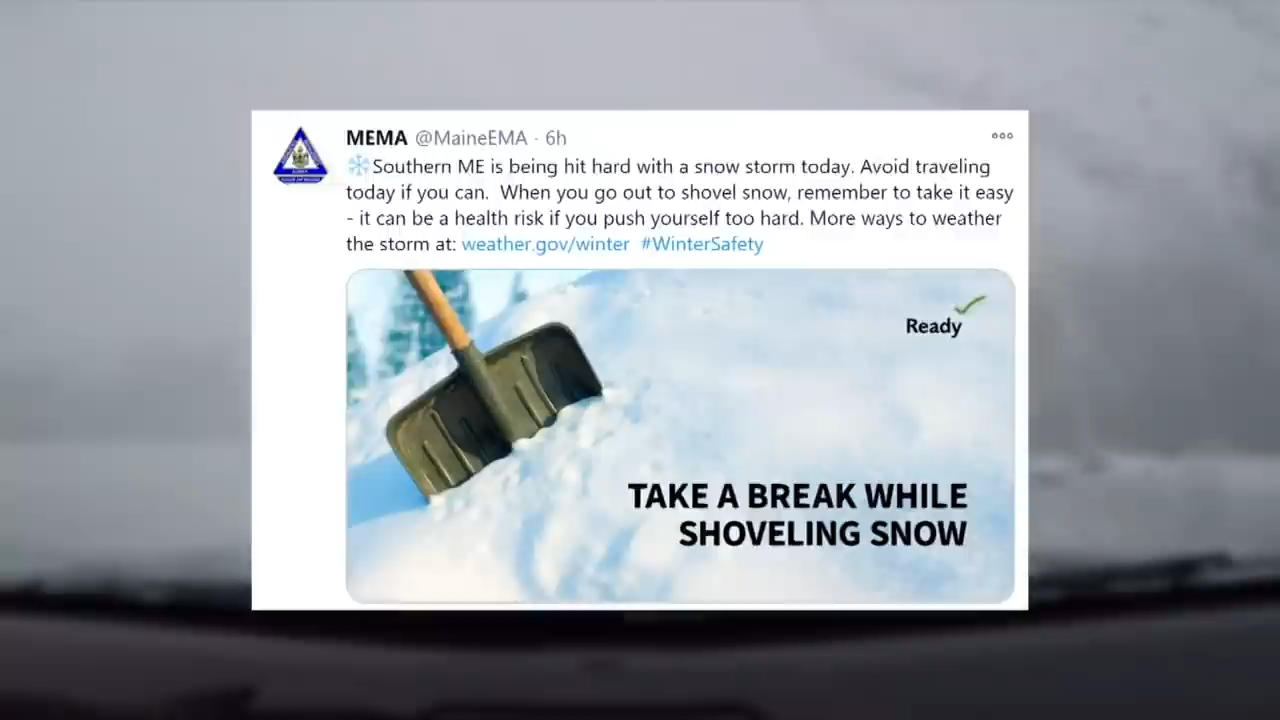 MEMA @MaineEMA · 6h
❄Southern ME is being hit hard with a snow storm today. Avoid traveling
today if you can.  When you go out to shovel snow, remember to take it easy
- it can be a health risk if you push yourself too hard. More ways to weather
the storm at: weather.gov/winter #WinterSafety
Ready
TAKE A BREAK WHILE
SHOVELING SNOW